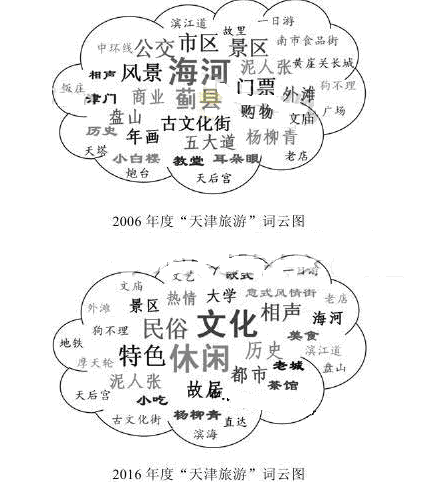 滨江道 故里 一日游
中环线 公交 市区 景区 南市食品街
相声 风景 海河 泥人张 黄崖关长城
饭庄 津门 商业 蓟县 门票 外滩 狗不理
盘山 古文化街 购物 文庙 广场
历史 年画 五大道 杨柳青
天塔 小白楼 教堂 耳朵眼 老店
炮台 天后宫
2006 年度“天津旅游”词云图
文艺 欧式 一日游
文庙 热情 大学 意式风情街 老店
外滩 景区 民俗 文化 相声 海河
狗不理 美食
地铁 特色 休闲 历史 滨江道
摩天轮 老城 盘山
泥人张 故居 都市 茶馆
天后宫 小吃
古文化街 杨柳青 直达
滨海
2016 年度“天津旅游”词云图